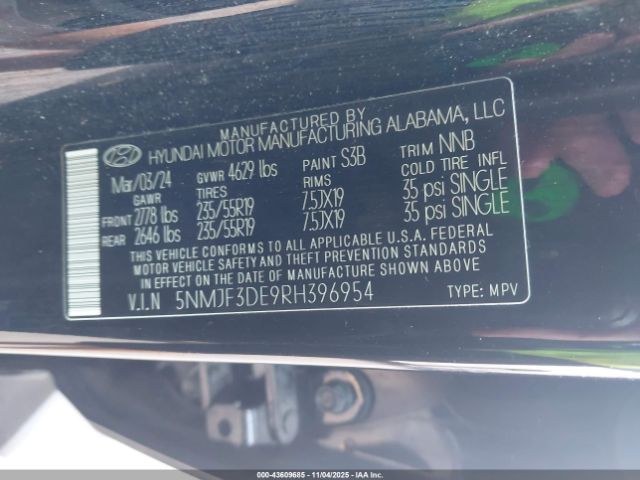 MANUFACTURED BY
HYUNDAI MOTOR MANUFACTURING ALABAMA, LLC
Mar/03/24 GVWR 4629 lbs PAINT S3B TRIM NNB
GAWR TIRES RIMS COLD TIRE INFL
FRONT 2778 lbs 235/55R19 7.5JX19 35 psi SINGLE
REAR 2646 lbs 235/55R19 7.5JX19 35 psi SINGLE
THIS VEHICLE CONFORMS TO ALL APPLICABLE U.S.A. FEDERAL
MOTOR VEHICLE SAFETY AND THEFT PREVENTION STANDARDS
IN EFFECT ON THE DATE OF MANUFACTURE SHOWN ABOVE
V.I.N 5NMJF3DE9RH396954 TYPE: MPV
000-43609685 - 11/04/2025 - IAAI.COM